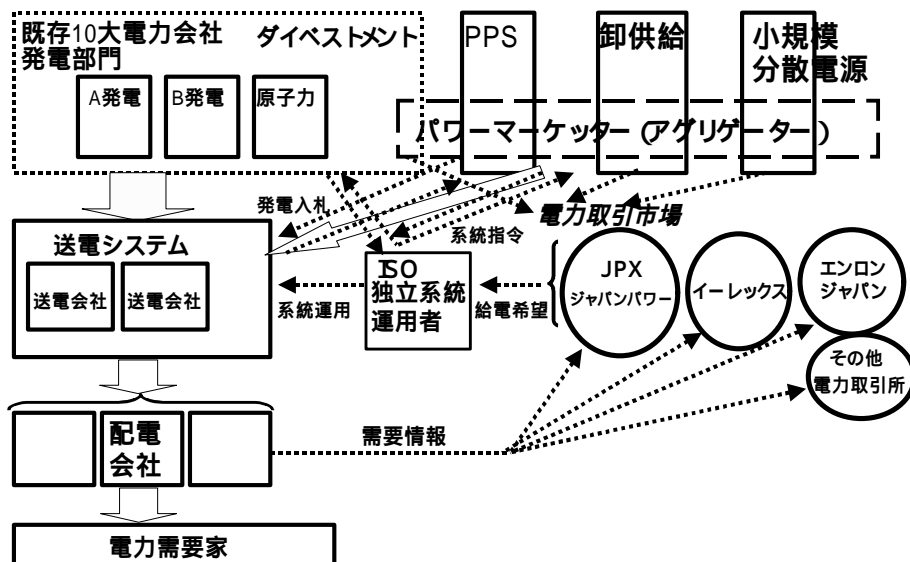 既存10大電力会社
発電部門
ダイベストメント
A発電
B発電
原子力
PPS
卸供給
小規模
分散電源
パワーマーケッター(アグリゲーター)
発電入札
系統指令
電力取引市場
送電システム
送電会社
送電会社
系統運用
ISO
独立系統
運用者
給電希望
JPX
ジャパンパワー
イーレックス
エンロン
ジャパン
その他
電力取引所
配電
会社
需要情報
電力需要家